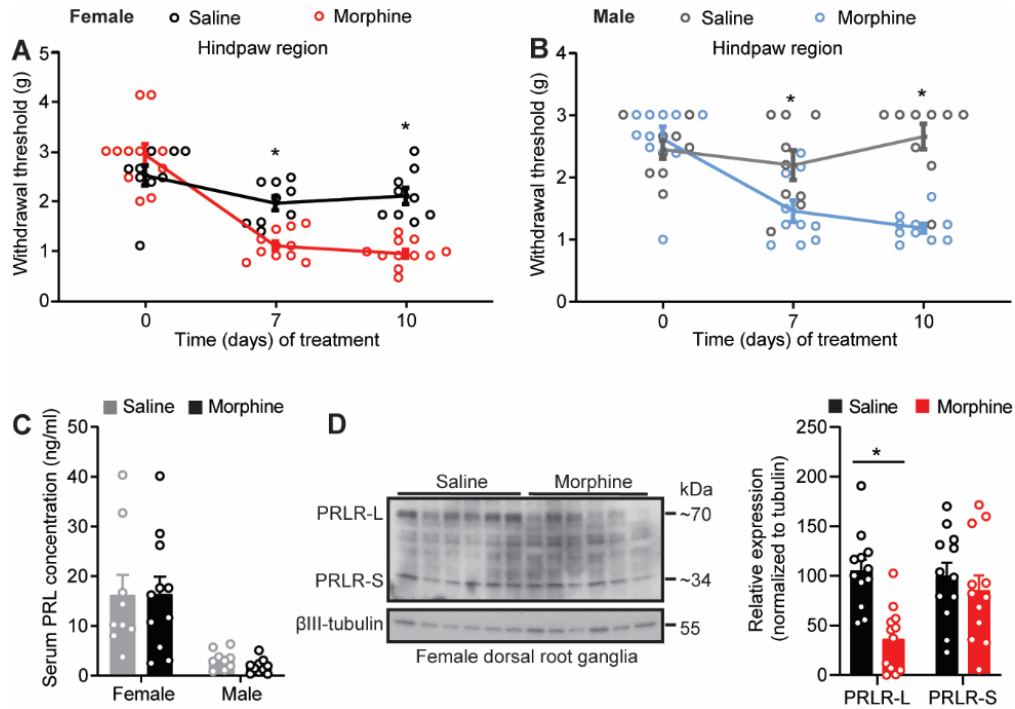 Female Saline Morphine
Male Saline Morphine
A
Hindpaw region
Withdrawal threshold (g)
5
4
3
2
1
0
* *
0 7 10
Time (days) of treatment
B
Hindpaw region
Withdrawal threshold (g)
4
3
2
1
0
* *
0 7 10
Time (days) of treatment
C
Saline Morphine
Serum PRL concentration (ng/ml)
50
40
30
20
10
0
Female Male
D
Saline Morphine
kDa
PRLR-L ~70
PRLR-S ~34
βIII-tubulin 55
Female dorsal root ganglia
Saline Morphine
Relative expression
(normalized to tubulin)
250
200
150
100
50
0
*
PRLR-L PRLR-S